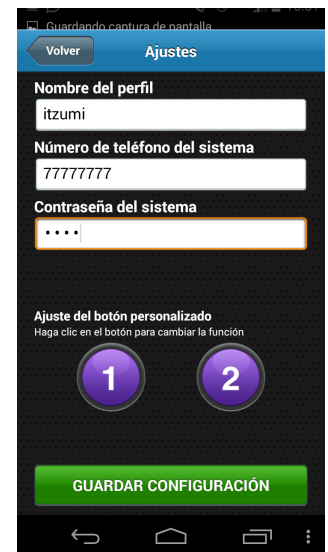 Guardando captura de pantalla
Volver
Ajustes
Nombre del perfil
itzumi
Número de teléfono del sistema
77777777
Contraseña del sistema
••••
Ajuste del botón personalizado
Haga clic en el botón para cambiar la función
1
2
GUARDAR CONFIGURACIÓN